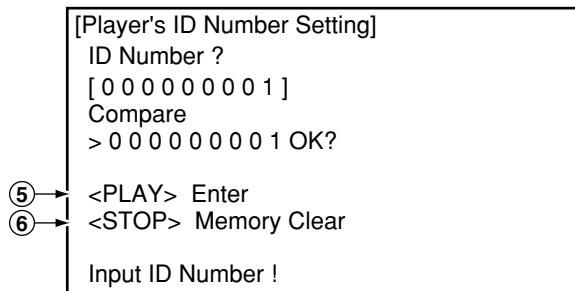 [Player's ID Number Setting]
ID Number ?
[ 0 0 0 0 0 0 0 0 1 ]
Compare
> 0 0 0 0 0 0 0 0 1 OK?
5 <PLAY> Enter
6 <STOP> Memory Clear
Input ID Number !